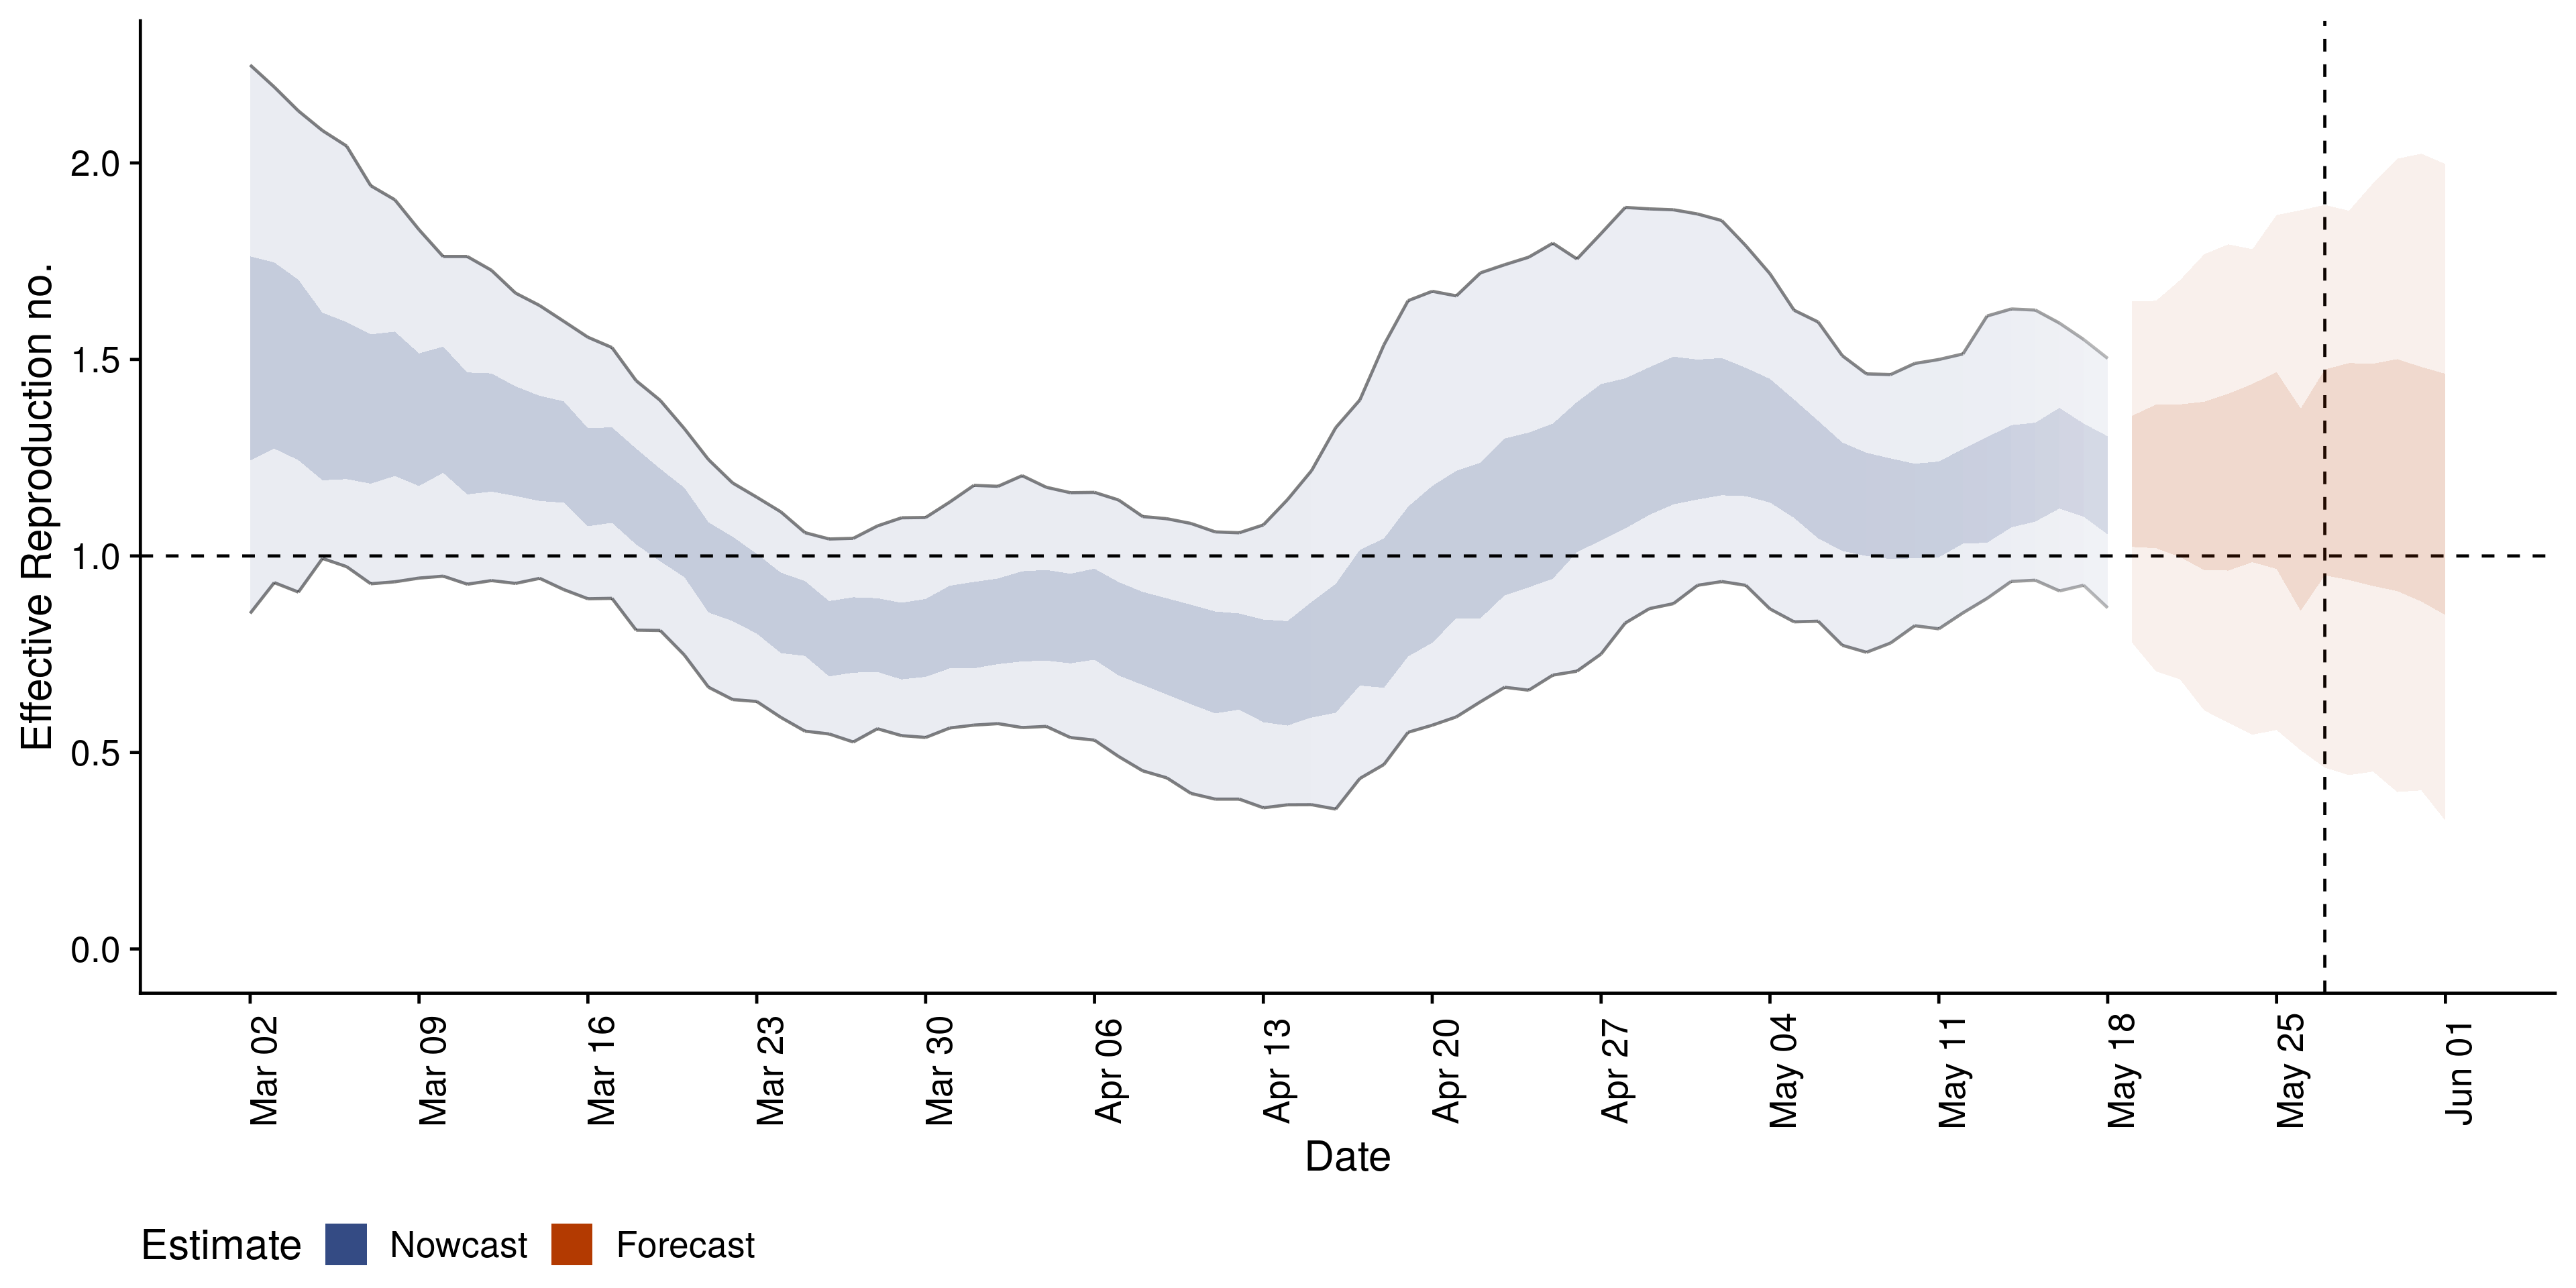 Effective Reproduction no.
2.0
1.5
1.0
0.5
0.0
Mar 02
Mar 09
Mar 16
Mar 23
Mar 30
Apr 06
Apr 13
Apr 20
Apr 27
May 04
May 11
May 18
May 25
Jun 01
Date
Estimate Nowcast Forecast